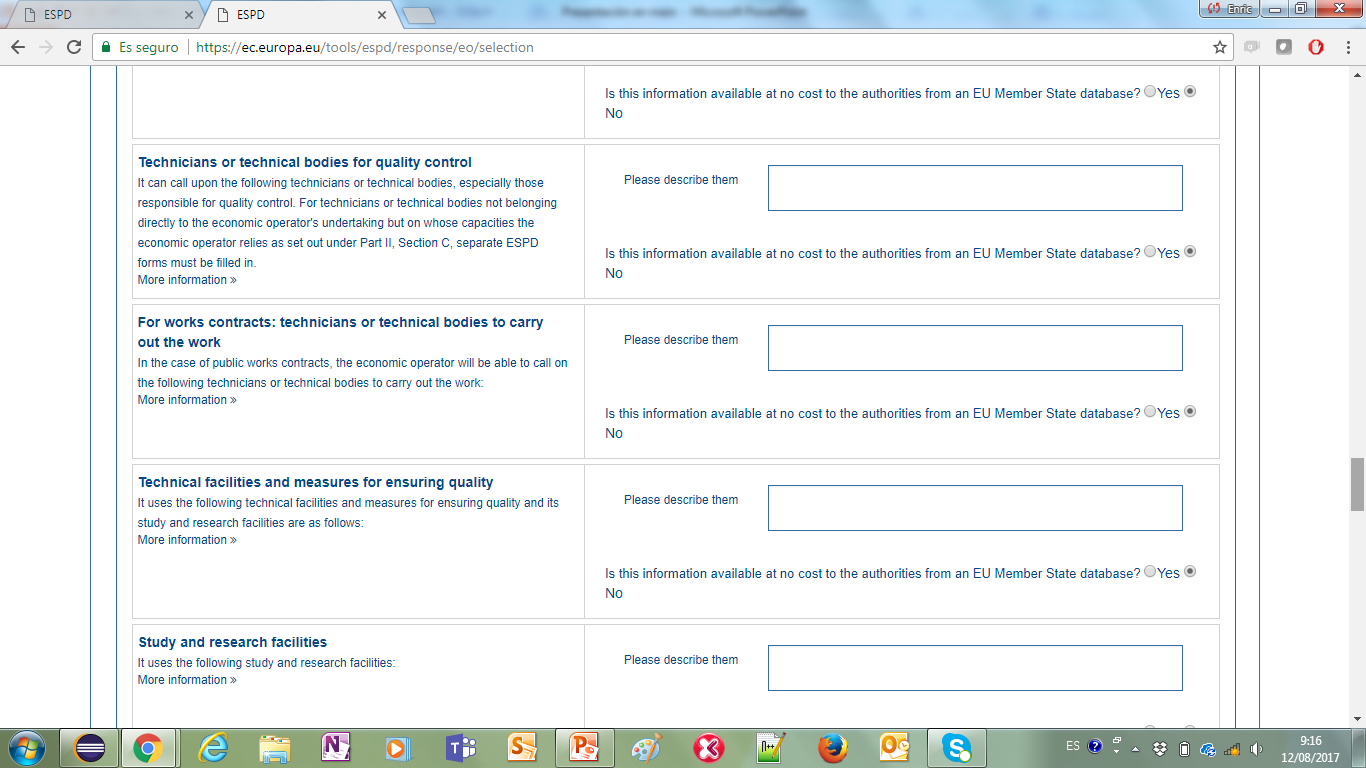 ESPD
ESPD
Presentación en main - Microsoft PowerPoint
Enric
Es seguro
https://ec.europa.eu/tools/espd/response/eo/selection
Is this information available at no cost to the authorities from an EU Member State database? Yes
No
Technicians or technical bodies for quality control
It can call upon the following technicians or technical bodies, especially those
responsible for quality control. For technicians or technical bodies not belonging
directly to the economic operator's undertaking but on whose capacities the
economic operator relies as set out under Part II, Section C, separate ESPD
forms must be filled in.
More information »
Please describe them
Is this information available at no cost to the authorities from an EU Member State database? Yes
No
For works contracts: technicians or technical bodies to carry
out the work
In the case of public works contracts, the economic operator will be able to call on
the following technicians or technical bodies to carry out the work:
More information »
Please describe them
Is this information available at no cost to the authorities from an EU Member State database? Yes
No
Technical facilities and measures for ensuring quality
It uses the following technical facilities and measures for ensuring quality and its
study and research facilities are as follows:
More information »
Please describe them
Is this information available at no cost to the authorities from an EU Member State database? Yes
No
Study and research facilities
It uses the following study and research facilities:
More information »
Please describe them
ES
9:16
12/08/2017